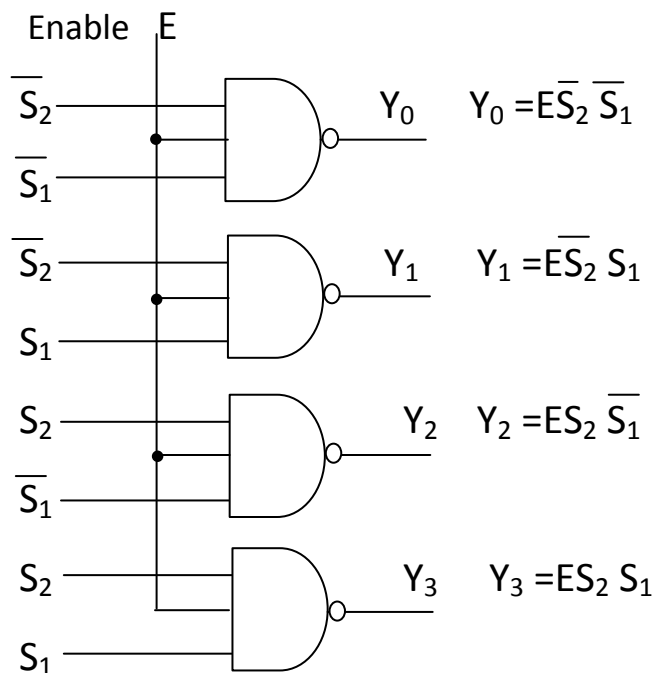 Enable E
S̅₂ Y₀ Y₀ =ES̅₂ S̅₁
S̅₁
S̅₂ Y₁ Y₁ =E̅S̅₂ S₁
S₁
S₂ Y₂ Y₂ =ES₂ S̅₁
S̅₁
S₂ Y₃ Y₃ =ES₂ S₁
S₁